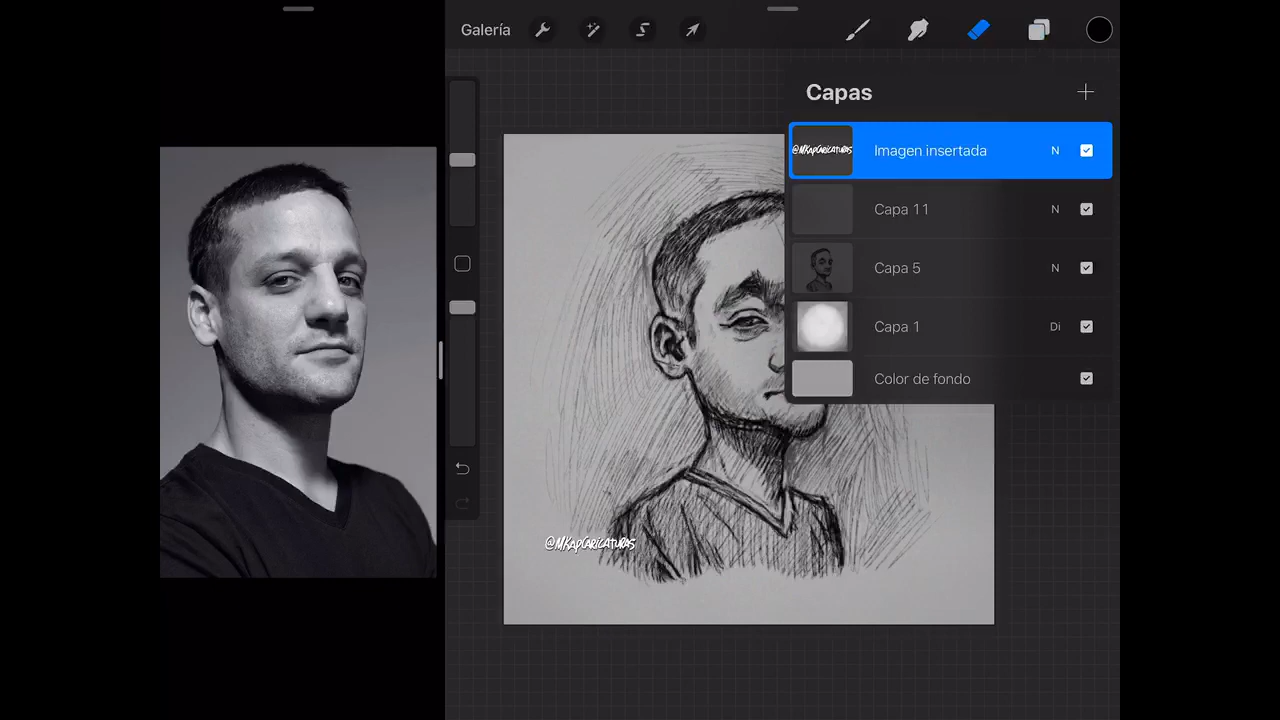 Galería
Capas
@MKapCaricaturas
Imagen insertada N
Capa 11 N
Capa 5 N
Capa 1 Di
Color de fondo
@MKapCaricaturas